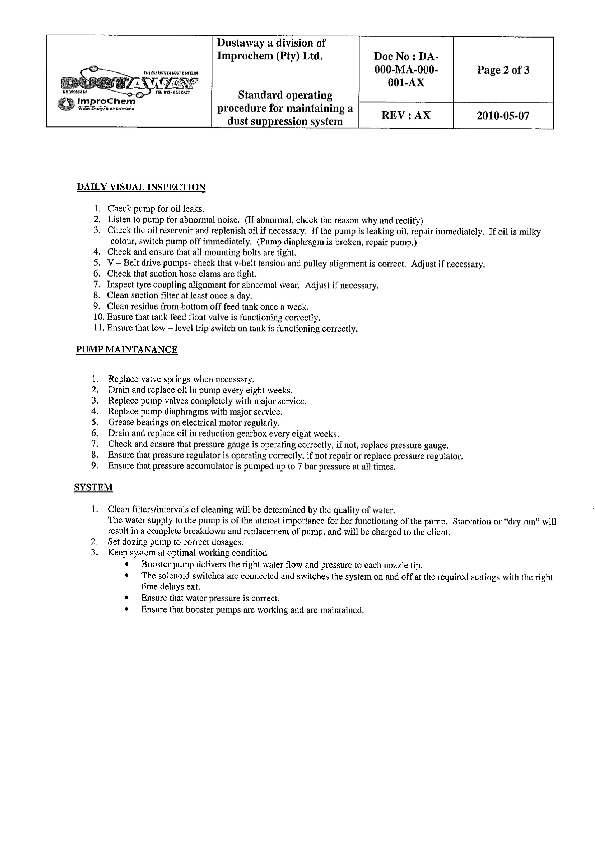 Dustaway a division of
Improchem (Pty) Ltd.
Standard operating
procedure for maintaining a
dust suppression system
Doc No : DA-
000-MA-000-
001-AX
Page 2 of 3
REV : AX
2010-05-07
DUSTAWAY
ImproChem
DAILY VISUAL INSPECTION
1. Check pump for oil leaks.
2. Listen to pump for abnormal noise. (If abnormal, check the reason why and rectify)
3. Check the oil reservoir and replenish oil if necessary. If the pump is leaking oil, repair immediately. If oil is milky
colour, switch pump off immediately. (Pump diaphragm is broken, repair pump.)
4. Check and ensure that all mounting bolts are tight.
5. V – Belt drive pumps- check that v-belt tension and pulley alignment is correct. Adjust if necessary.
6. Check that suction hose clams are tight.
7. Inspect tyre coupling alignment for abnormal wear. Adjust if necessary.
8. Clean suction filter at least once a day.
9. Clean residue from bottom off feed tank once a week.
10. Ensure that tank feed float valve is functioning correctly.
11. Ensure that low – level trip switch on tank is functioning correctly.
PUMP MAINTANANCE
1. Replace valve springs when necessary.
2. Drain and replace oil in pump every eight weeks.
3. Replace pump valves completely with major service.
4. Replace pump diaphragms with major service.
5. Grease bearings on electrical motor regularly.
6. Drain and replace oil in reduction gearbox every eight weeks.
7. Check and ensure that pressure gauge is operating correctly, if not, replace pressure gauge.
8. Ensure that pressure regulator is operating correctly, if not repair or replace pressure regulator.
9. Ensure that pressure accumulator is pumped up to 7 bar pressure at all times.
SYSTEM
1. Clean filters/intervals of cleaning will be determined by the quality of water.
The water supply to the pump is of the utmost importance for her functioning of the pump. Starvation or "dry run" will
result in a complete breakdown and replacement of pump, and will be charged to the client.
2. Set dozing pump to correct dosages.
3. Keep system at optimal working condition
• Booster pump delivers the right water flow and pressure to each nozzle tip.
• The solenoid switches are connected and switches the system on and off at the required settings with the right
time delays ext.
• Ensure that water pressure is correct.
• Ensure that booster pumps are working and are maintained.